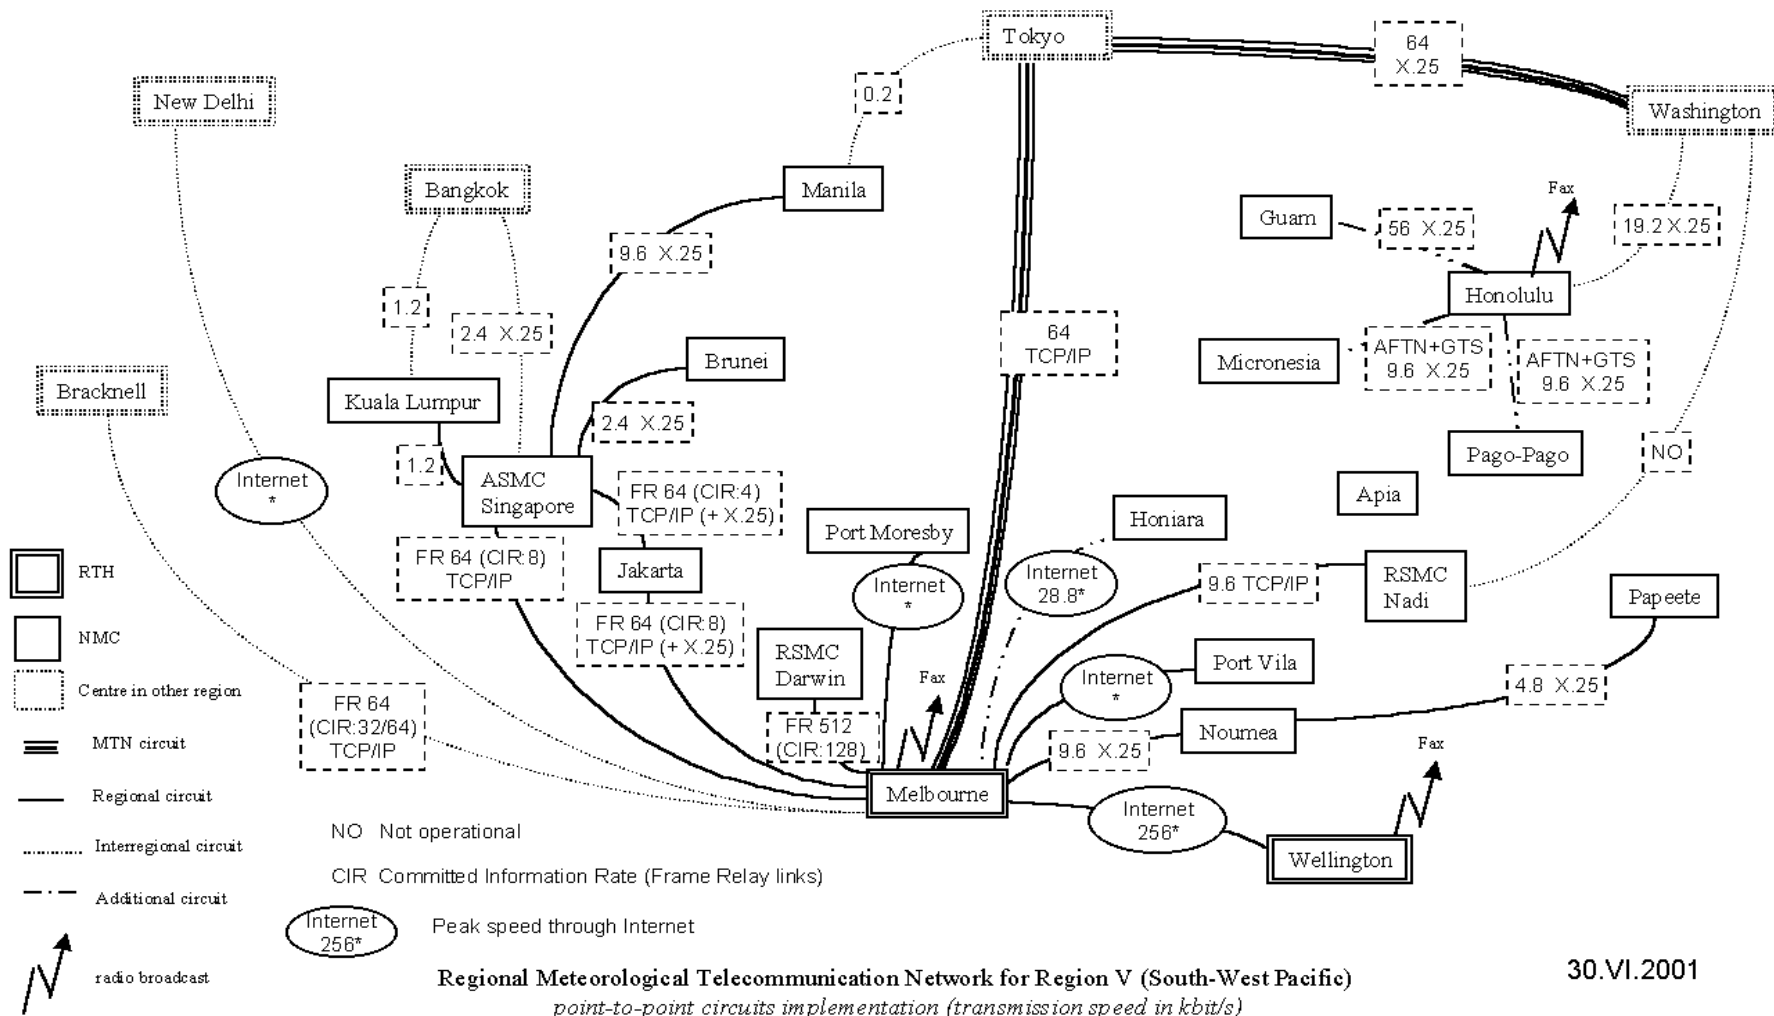 Tokyo
64
X.25
New Delhi
0.2
Washington
Bangkok
Manila
Fax
Guam
56 X.25
19.2 X.25
9.6 X.25
Honolulu
1.2
2.4 X.25
64
TCP/IP
Brunei
Micronesia
AFTN+GTS
9.6 X.25
AFTN+GTS
9.6 X.25
Bracknell
Kuala Lumpur
2.4 X.25
1.2
Pago-Pago
NO
Internet
*
ASMC
Singapore
FR 64 (CIR:4)
TCP/IP (+ X.25)
Apia
Port Moresby
Honiara
FR 64 (CIR:8)
TCP/IP
Jakarta
Internet
*
Internet
28.8*
9.6 TCP/IP
RSMC
Nadi
Papeete
RTH
FR 64 (CIR:8)
TCP/IP (+ X.25)
RSMC
Darwin
NMC
Fax
Internet
*
Port Vila
4.8 X.25
Centre in other region
FR 64
(CIR:32/64)
TCP/IP
FR 512
(CIR:128)
9.6 X.25
Noumea
Fax
MTN circuit
Melbourne
Regional circuit
Internet
256*
Wellington
NO Not operational
Interregional circuit
CIR Committed Information Rate (Frame Relay links)
Additional circuit
Internet
256*
Peak speed through Internet
radio broadcast
Regional Meteorological Telecommunication Network for Region V (South-West Pacific)
30.VI.2001
point-to-point circuits implementation (transmission speed in kbit/s)